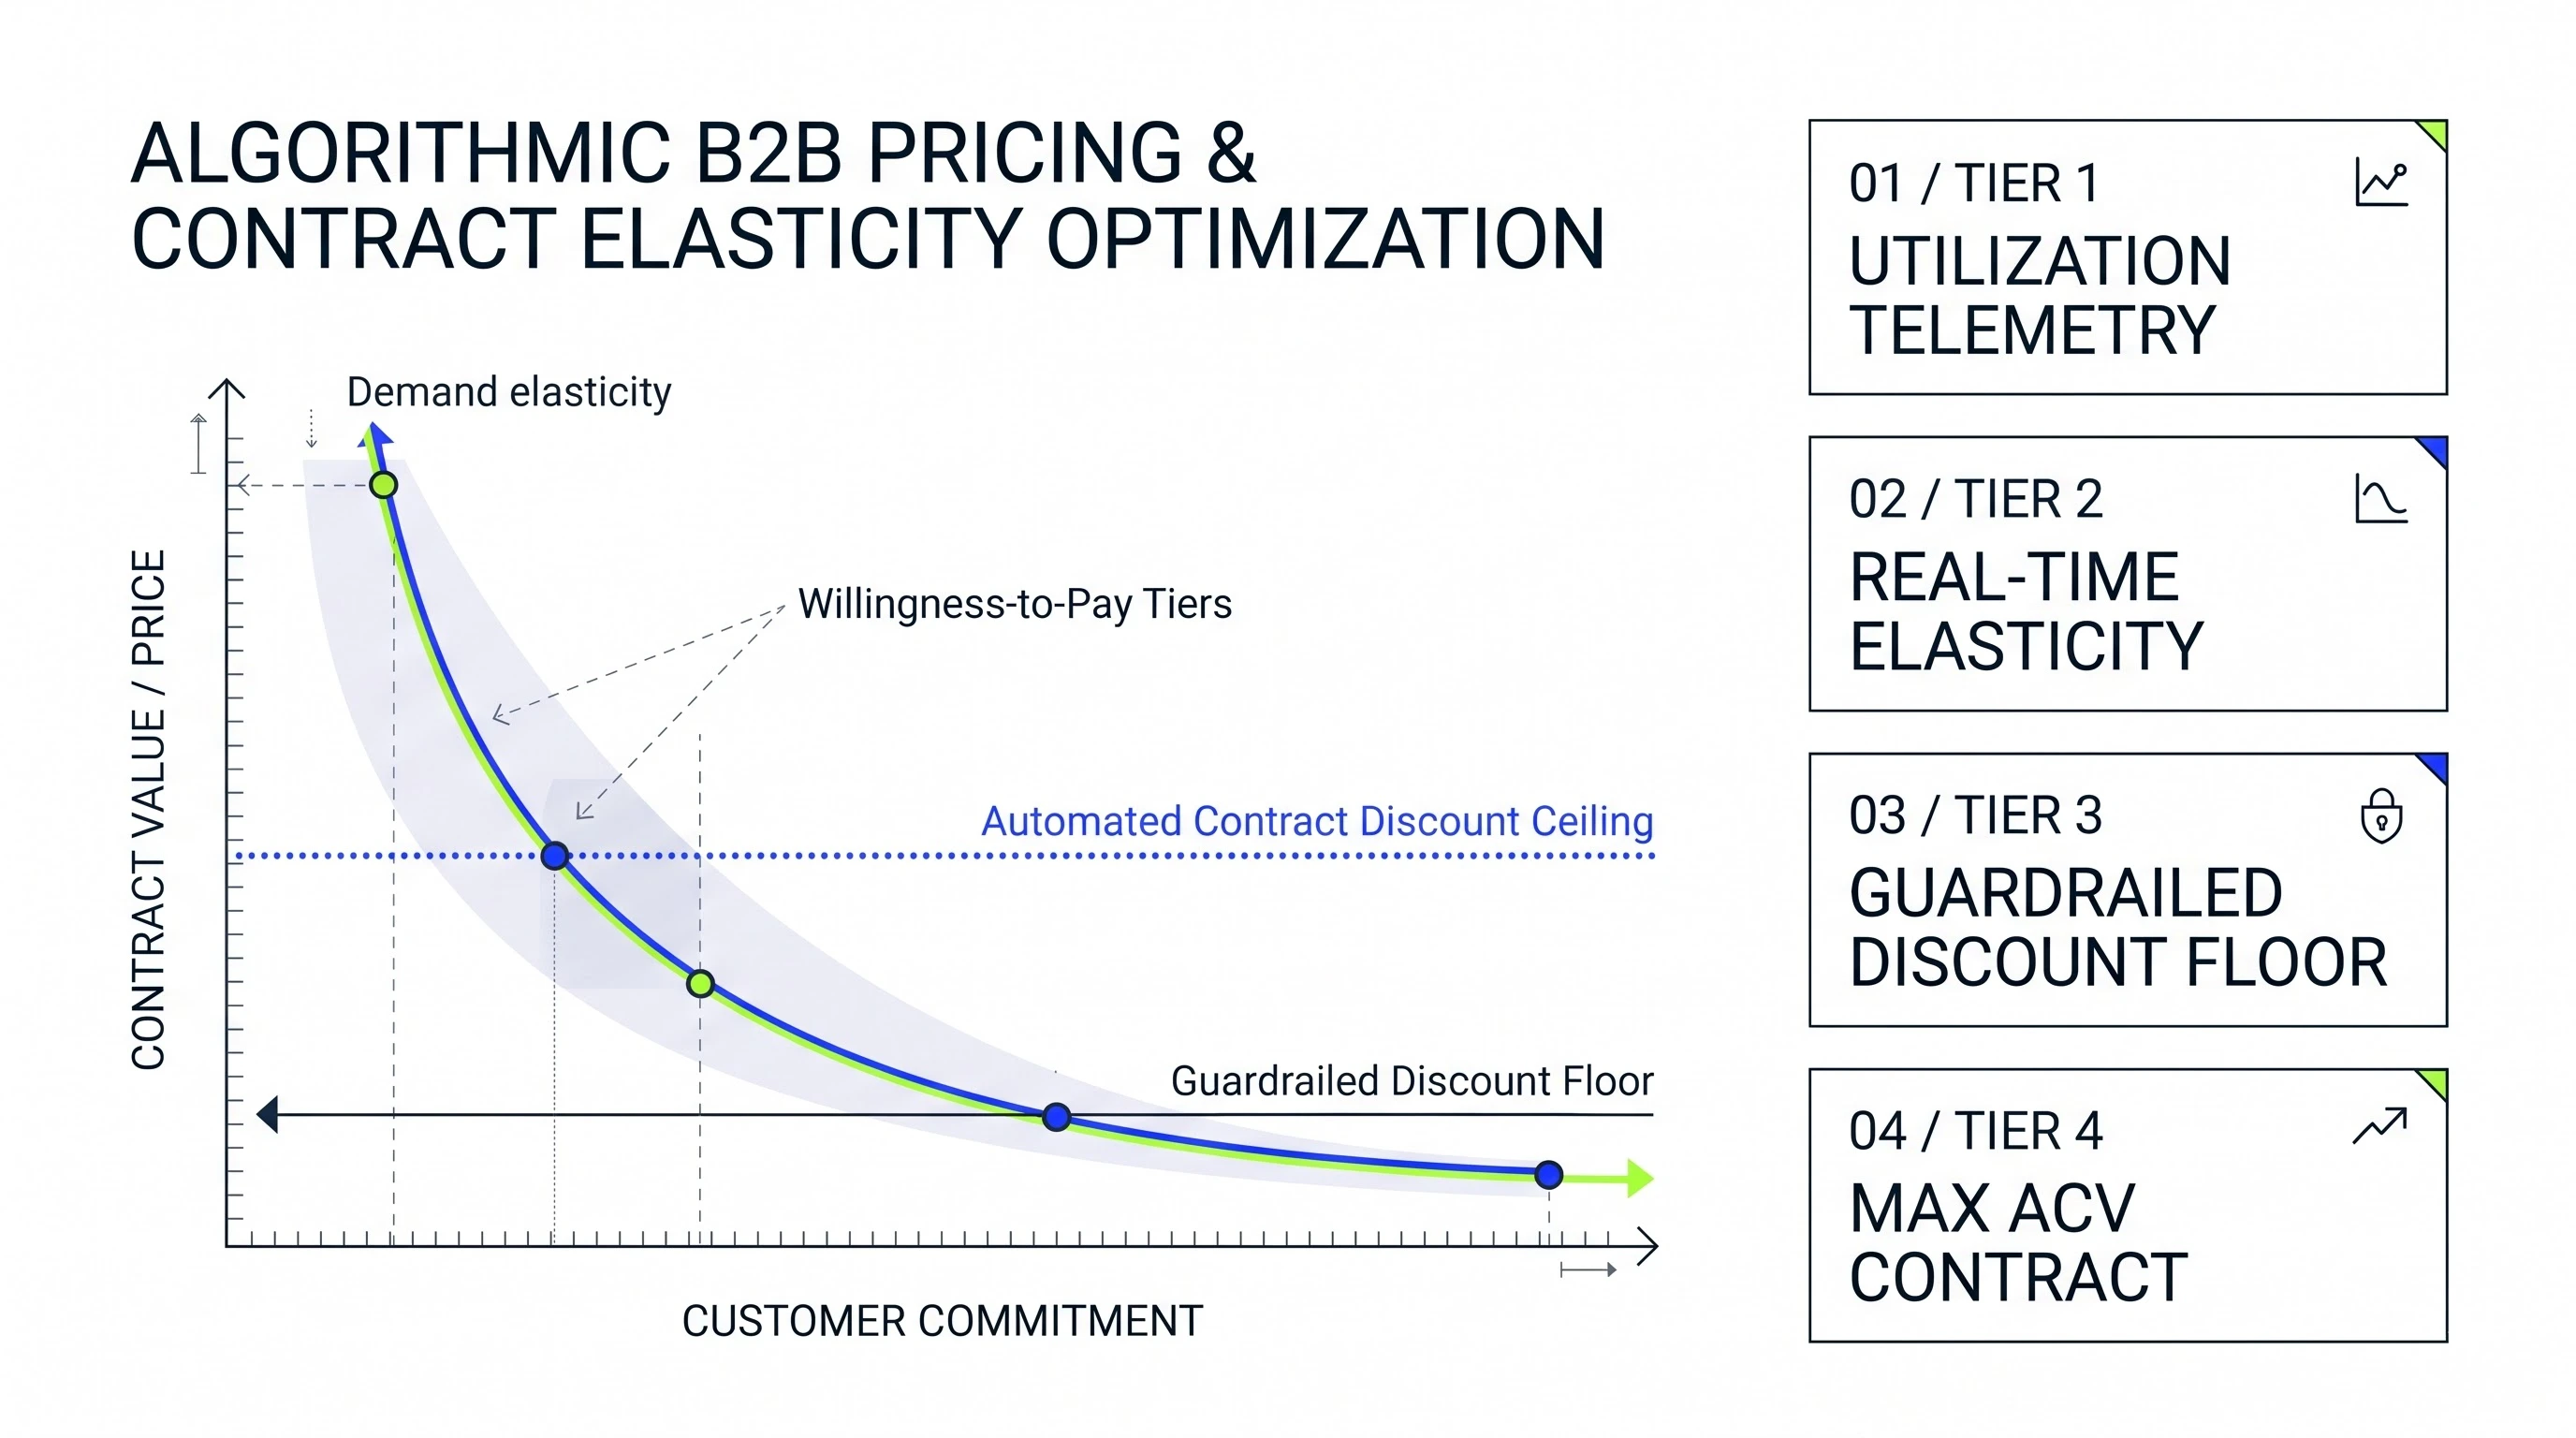 ALGORITHMIC B2B PRICING &
CONTRACT ELASTICITY OPTIMIZATION
Demand elasticity
Willingness-to-Pay Tiers
Automated Contract Discount Ceiling
Guardrailed Discount Floor
CONTRACT VALUE / PRICE
CUSTOMER COMMITMENT
01 / TIER 1
UTILIZATION
TELEMETRY
02 / TIER 2
REAL-TIME
ELASTICITY
03 / TIER 3
GUARDRAILED
DISCOUNT FLOOR
04 / TIER 4
MAX ACV
CONTRACT